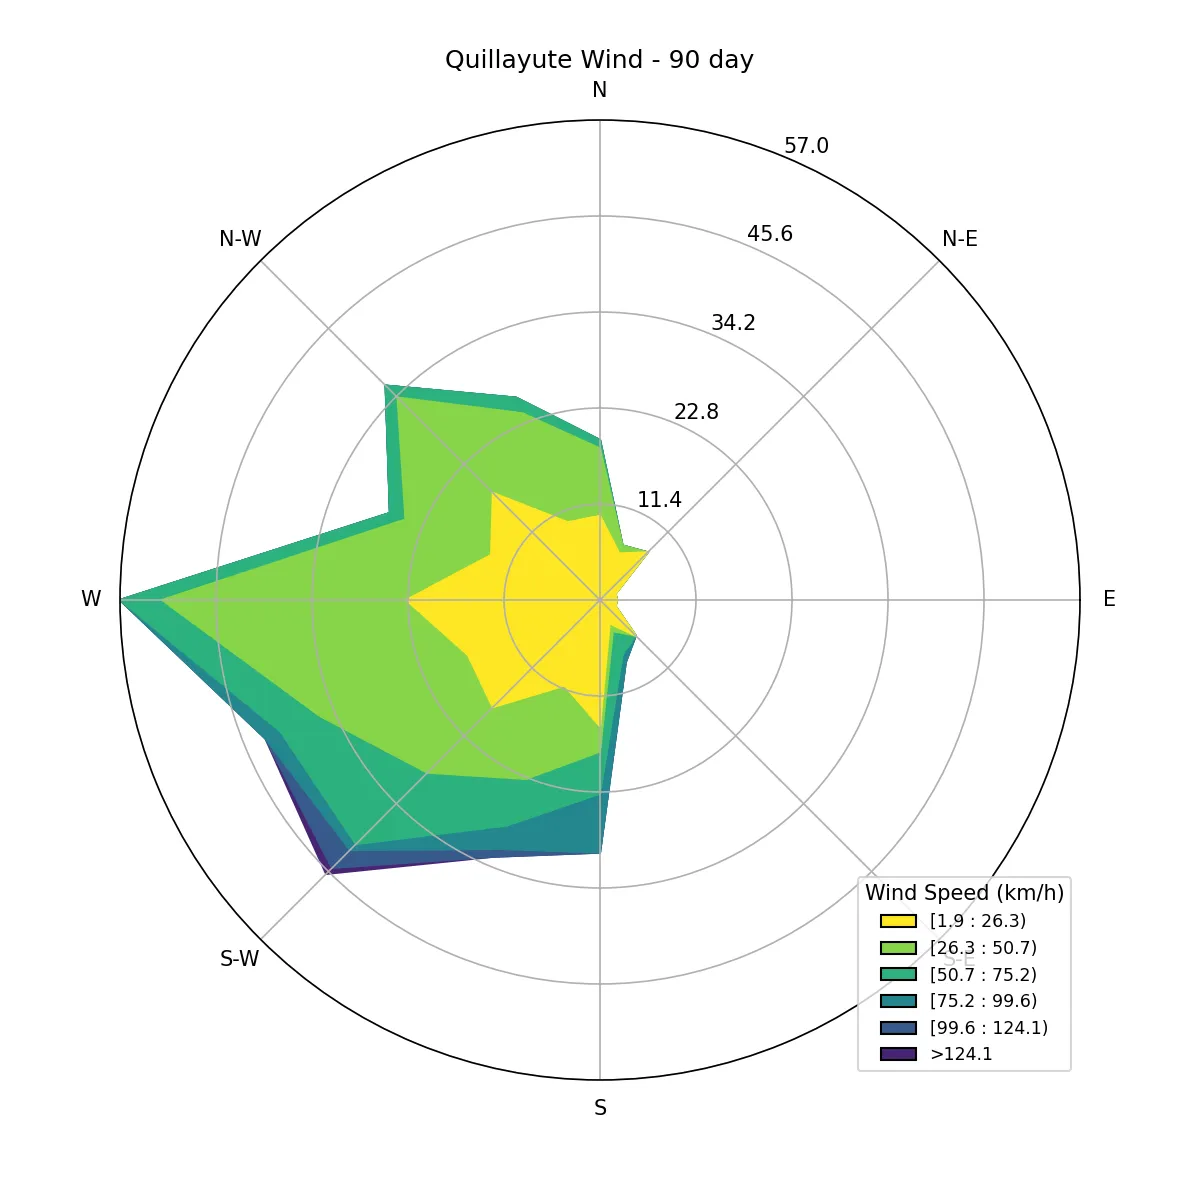 Quillayute Wind - 90 day
N
57.0
N-W
45.6
N-E
34.2
22.8
11.4
W
E
Wind Speed (km/h)
[1.9 : 26.3)
[26.3 : 50.7)
S-W
S-E
[50.7 : 75.2)
[75.2 : 99.6)
[99.6 : 124.1)
>124.1
S